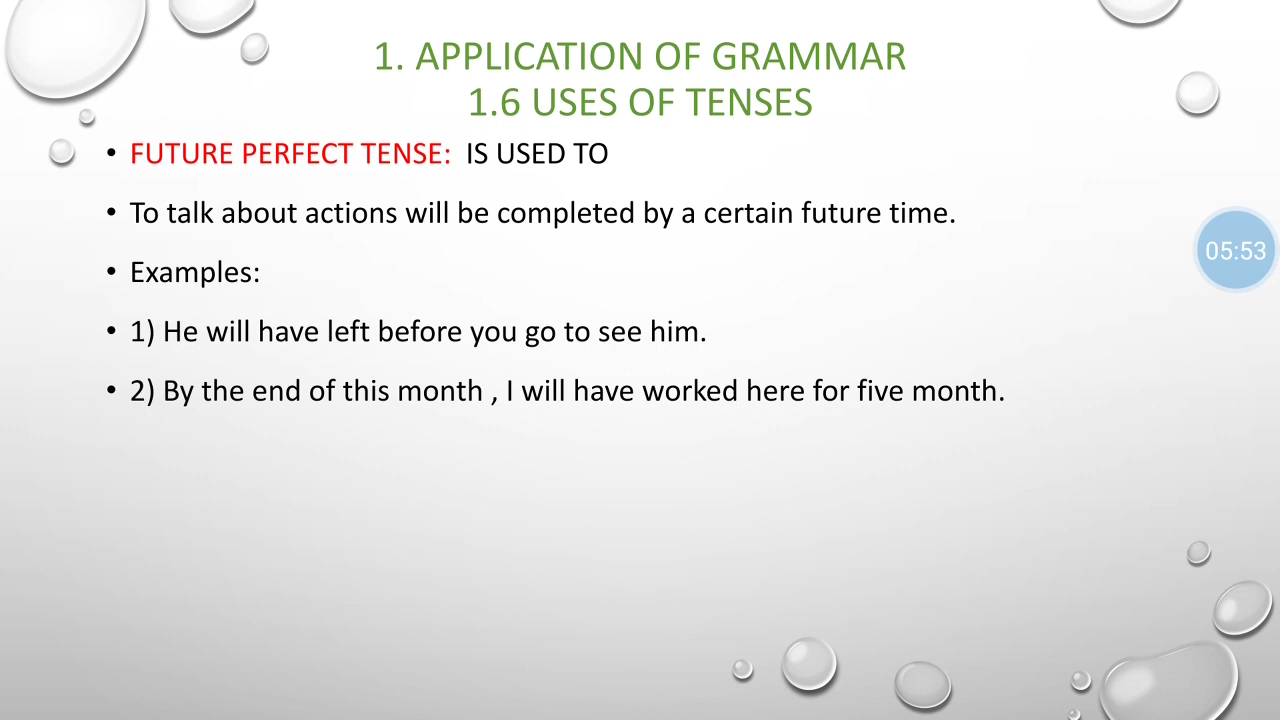 1. APPLICATION OF GRAMMAR
1.6 USES OF TENSES
• FUTURE PERFECT TENSE: IS USED TO
• To talk about actions will be completed by a certain future time.
05:53
• Examples:
• 1) He will have left before you go to see him.
• 2) By the end of this month , I will have worked here for five month.